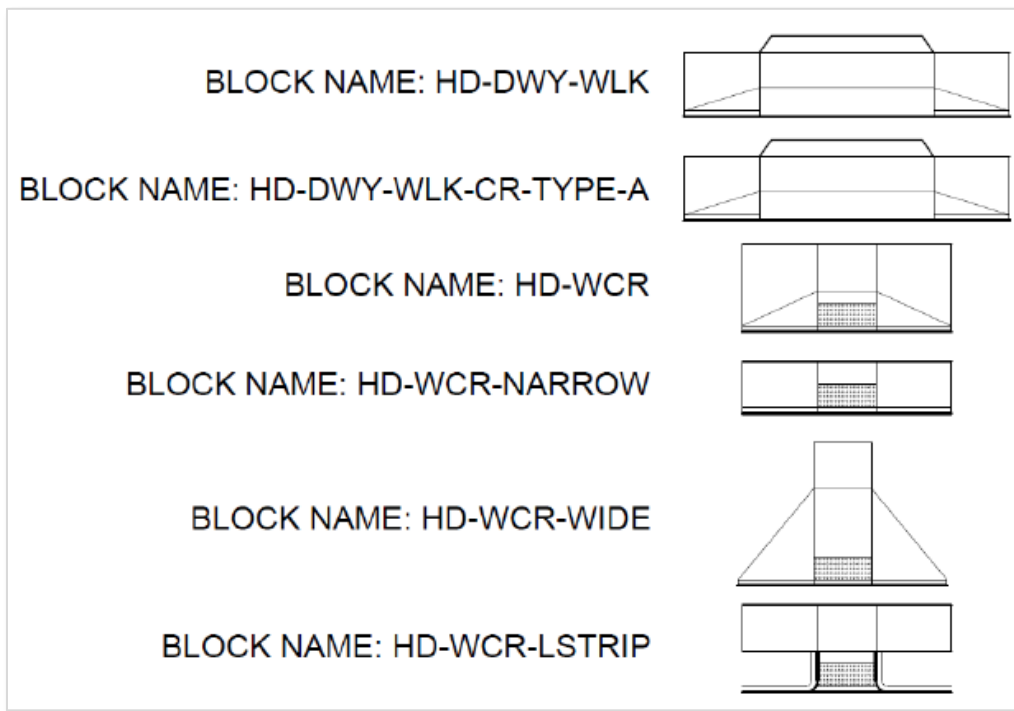 BLOCK NAME: HD-DWY-WLK
BLOCK NAME: HD-DWY-WLK-CR-TYPE-A
BLOCK NAME: HD-WCR
BLOCK NAME: HD-WCR-NARROW
BLOCK NAME: HD-WCR-WIDE
BLOCK NAME: HD-WCR-LSTRIP